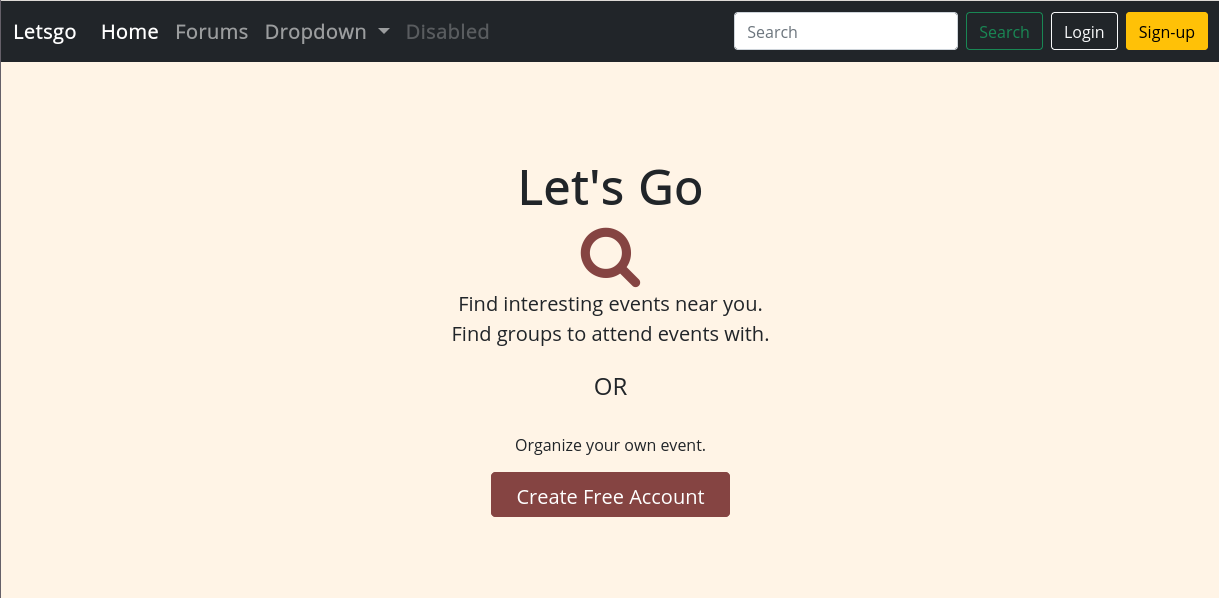 Letsgo Home Forums Dropdown Disabled Search Search Login Sign-up
Let's Go
Find interesting events near you.
Find groups to attend events with.
OR
Organize your own event.
Create Free Account